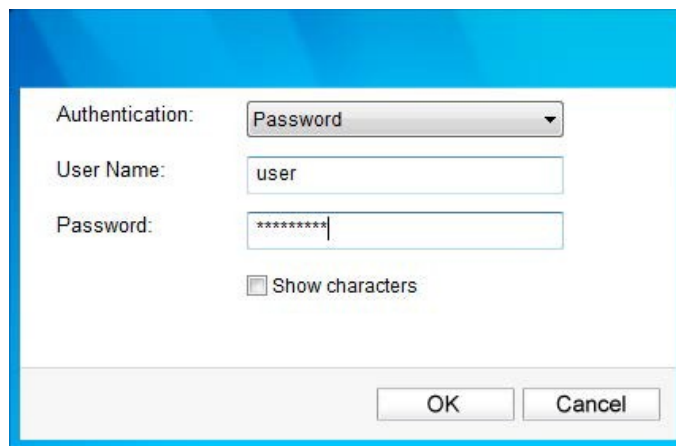 Authentication: Password
User Name: user
Password: *********
Show characters
OK Cancel